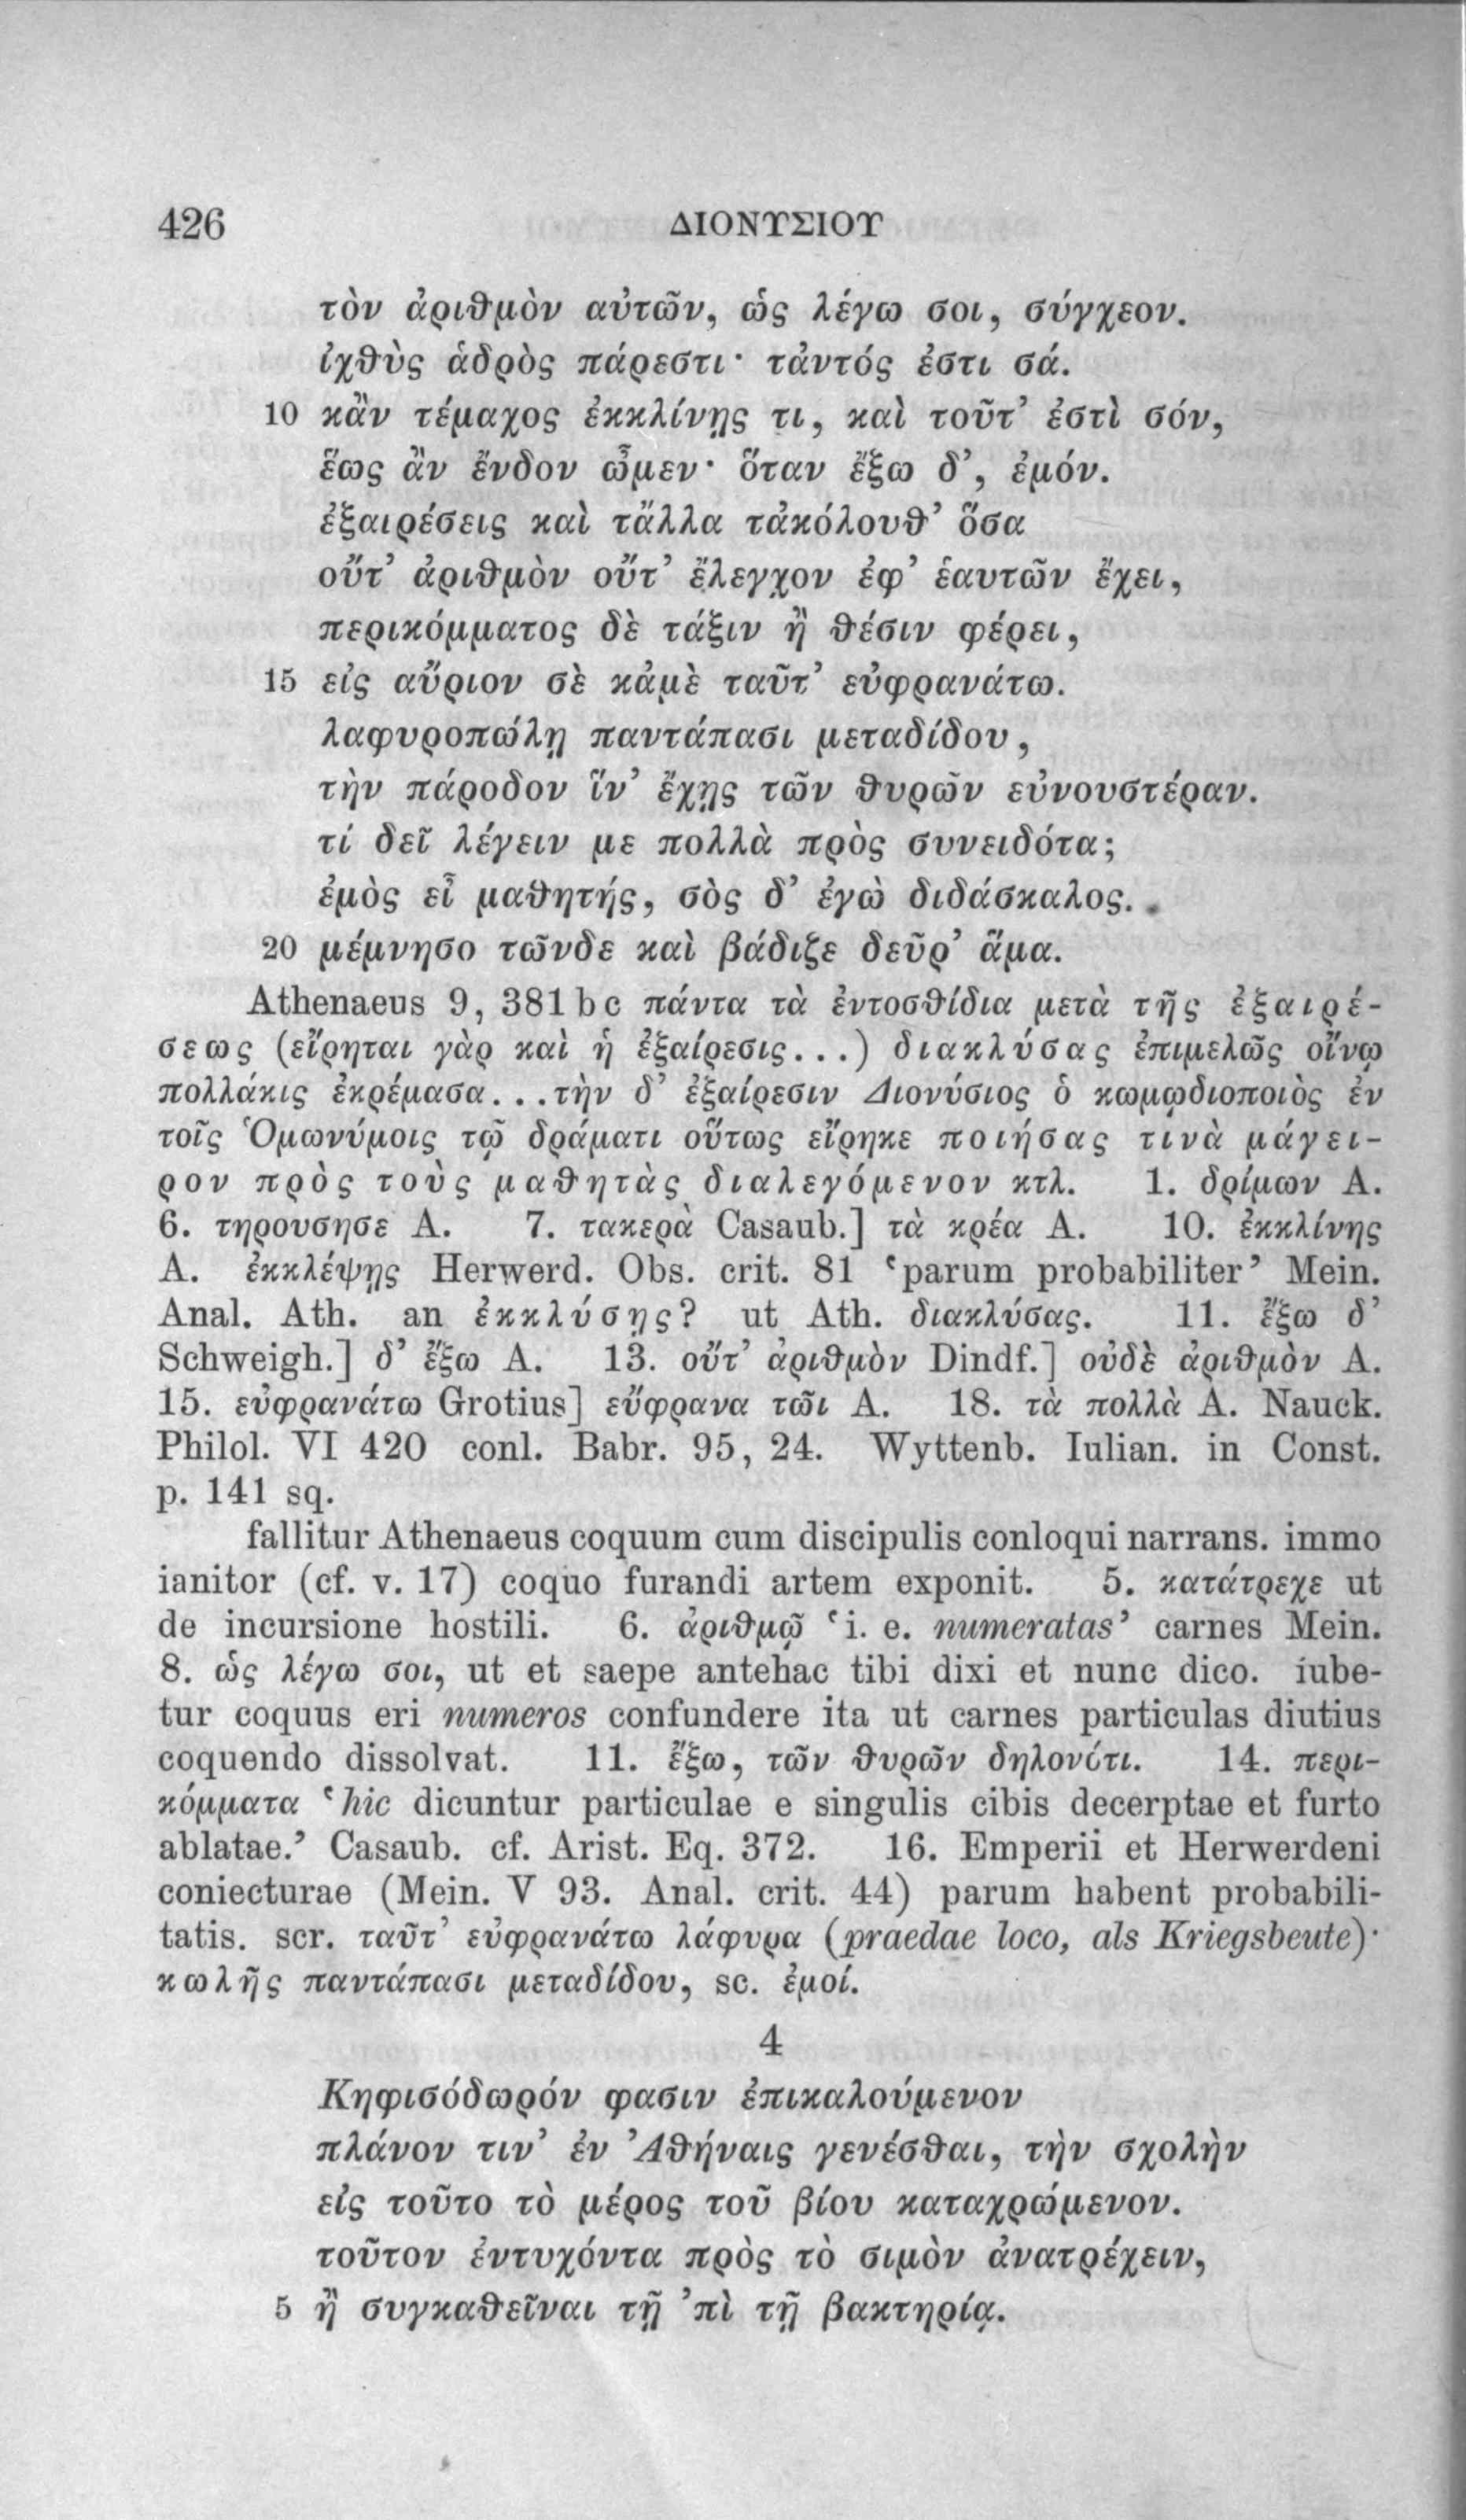 426 ΔΙΟΝΥΣΙΟΥ
τὸν ἀριθμὸν αὐτῶν, ὡς λέγω σοι, σύγχεον.
ἰχθὺς ἁδρὸς πάρεστι· τἀντός ἐστι σά.
10 κἂν τέμαχος ἐκκλίνῃς τι, καὶ τοῦτ’ ἐστὶ σόν,
ἕως ἂν ἔνδον ὦμεν· ὅταν ἔξω δ’, ἐμόν.
ἐξαιρέσεις καὶ τἄλλα τἀκόλουθ’ ὅσα
οὔτ’ ἀριθμὸν οὔτ’ ἔλεγχον ἐφ’ ἑαυτῶν ἔχει,
περικόμματος δὲ τάξιν ἢ θέσιν φέρει,
15 εἰς αὔριον σὲ κἀμὲ ταῦτ’ εὐφρανάτω.
λαφυροπώλῃ παντάπασι μεταδίδου,
τὴν πάροδον ἵν’ ἔχῃς τῶν θυρῶν εὐνουστέραν.
τί δεῖ λέγειν με πολλὰ πρὸς συνειδότα;
ἐμὸς εἶ μαθητής, σὸς δ’ ἐγὼ διδάσκαλος.
20 μέμνησο τῶνδε καὶ βάδιζε δεῦρ’ ἅμα.
Athenaeus 9, 381 b c πάντα τὰ ἐντοσθίδια μετὰ τῆς ἐξαιρέ-
σεως (εἴρηται γὰρ καὶ ἡ ἐξαίρεσις...) διακλύσας ἐπιμελῶς οἴνῳ
πολλάκις ἐκρέμασα...τὴν δ’ ἐξαίρεσιν Διονύσιος ὁ κωμῳδιοποιὸς ἐν
τοῖς Ὁμωνύμοις τῷ δράματι οὕτως εἴρηκε ποιήσας τινὰ μάγει-
ρον πρὸς τοὺς μαθητὰς διαλεγόμενον κτλ. 1. δρίμων A.
6. τηρουσησε A. 7. τακερὰ Casaub.] τὰ κρέα A. 10. ἐκκλίνης
A. ἐκκλέψῃς Herwerd. Obs. crit. 81 ‘parum probabiliter’ Mein.
Anal. Ath. an ἐκκλύσῃς? ut Ath. διακλύσας. 11. ἔξω δ’
Schweigh.] δ’ ἔξω A. 13. οὔτ’ ἀριθμὸν Dindf.] οὐδὲ ἀριθμὸν A.
15. εὐφρανάτω Grotius] εὔφρανα τῶι A. 18. τὰ πολλὰ A. Nauck.
Philol. VI 420 conl. Babr. 95, 24. Wyttenb. Iulian. in Const.
p. 141 sq.
fallitur Athenaeus coquum cum discipulis conloqui narrans. immo
ianitor (cf. v. 17) coquo furandi artem exponit. 5. κατάτρεχε ut
de incursione hostili. 6. ἀριθμῷ ‘i. e. numeratas’ carnes Mein.
8. ὡς λέγω σοι, ut et saepe antehac tibi dixi et nunc dico. iube-
tur coquus eri numeros confundere ita ut carnes particulas diutius
coquendo dissolvat. 11. ἔξω, τῶν θυρῶν δηλονότι. 14. περι-
κόμματα ‘hic dicuntur particulae e singulis cibis decerptae et furto
ablatae.’ Casaub. cf. Arist. Eq. 372. 16. Emperii et Herwerdeni
coniecturae (Mein. V 93. Anal. crit. 44) parum habent probabili-
tatis. scr. ταῦτ’ εὐφρανάτω λάφυρα (praedae loco, als Kriegsbeute)·
κωλῆς παντάπασι μεταδίδου, sc. ἐμοί.
4
Κηφισόδωρόν φασιν ἐπικαλούμενον
πλάνον τιν’ ἐν Ἀθήναις γενέσθαι, τὴν σχολὴν
εἰς τοῦτο τὸ μέρος τοῦ βίου καταχρώμενον.
τοῦτον ἐντυχόντα πρὸς τὸ σιμὸν ἀνατρέχειν,
5 ἢ συγκαθεῖναι τῇ ’πὶ τῇ βακτηρίᾳ.